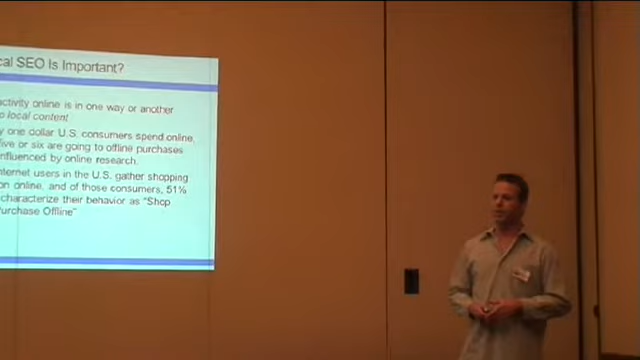 cal SEO Is Important?
activity online is in one way or another
o local content
y one dollar U.S. consumers spend online,
five or six are going to offline purchases
influenced by online research.
nternet users in the U.S. gather shopping
on online, and of those consumers, 51%
characterize their behavior as "Shop
Purchase Offline"